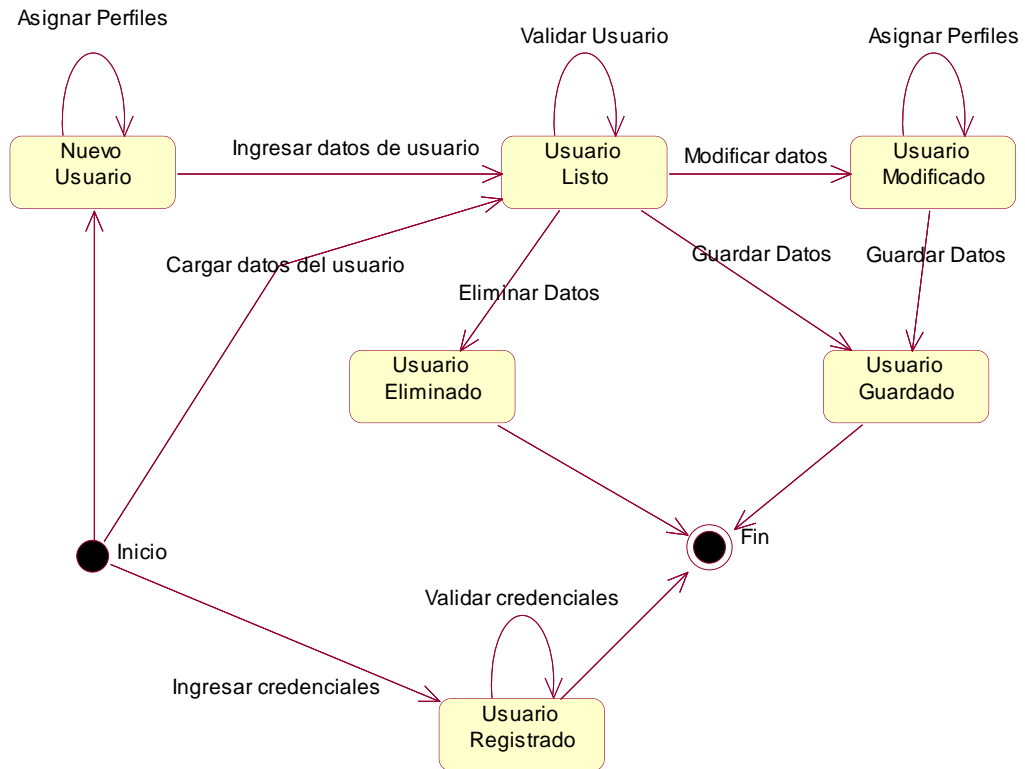 Asignar Perfiles
Validar Usuario
Asignar Perfiles
Nuevo
Usuario
Ingresar datos de usuario
Usuario
Listo
Modificar datos
Usuario
Modificado
Cargar datos del usuario
Eliminar Datos
Guardar Datos
Guardar Datos
Usuario
Eliminado
Usuario
Guardado
Inicio
Fin
Validar credenciales
Ingresar credenciales
Usuario
Registrado